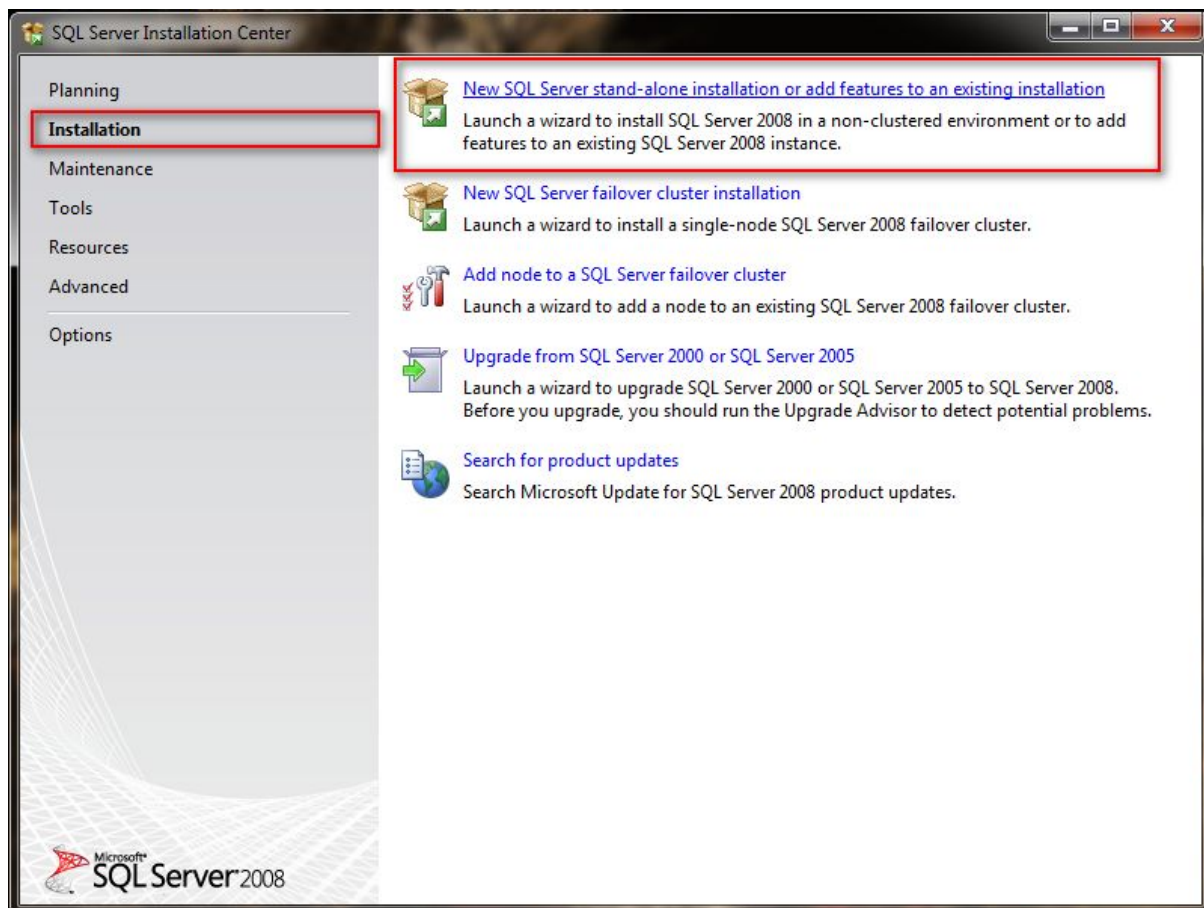 SQL Server Installation Center
Planning
Installation
Maintenance
Tools
Resources
Advanced
Options
New SQL Server stand-alone installation or add features to an existing installation
Launch a wizard to install SQL Server 2008 in a non-clustered environment or to add
features to an existing SQL Server 2008 instance.
New SQL Server failover cluster installation
Launch a wizard to install a single-node SQL Server 2008 failover cluster.
Add node to a SQL Server failover cluster
Launch a wizard to add a node to an existing SQL Server 2008 failover cluster.
Upgrade from SQL Server 2000 or SQL Server 2005
Launch a wizard to upgrade SQL Server 2000 or SQL Server 2005 to SQL Server 2008.
Before you upgrade, you should run the Upgrade Advisor to detect potential problems.
Search for product updates
Search Microsoft Update for SQL Server 2008 product updates.
Microsoft
SQL Server 2008